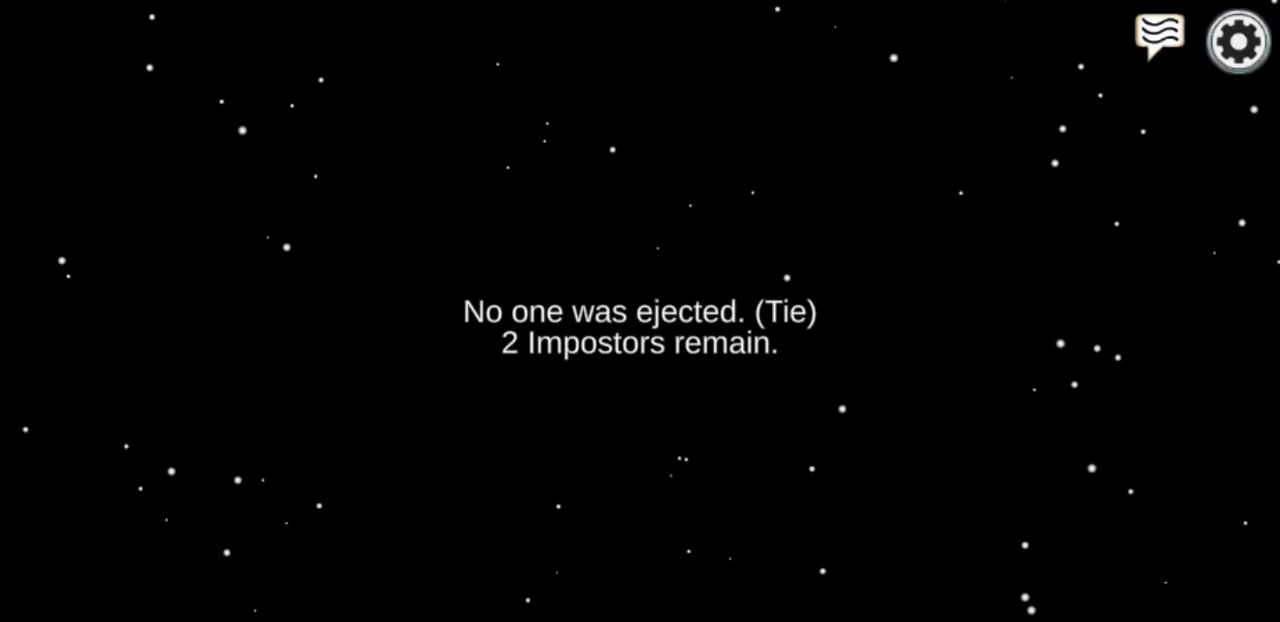 No one was ejected. (Tie)
2 Impostors remain.